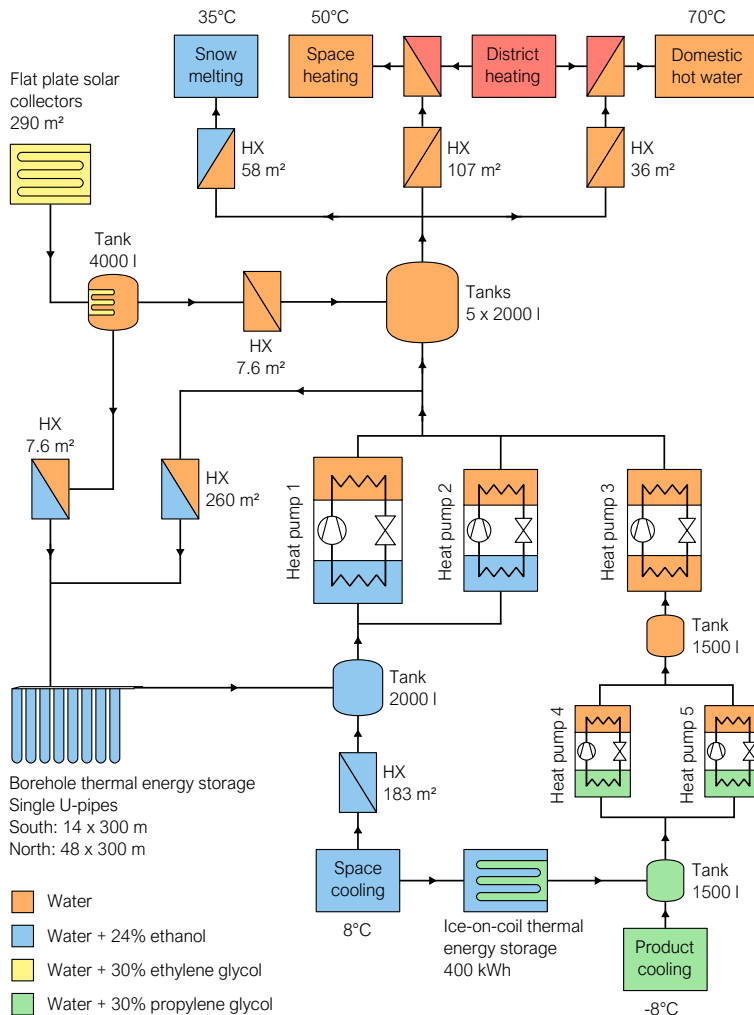 35°C
50°C
70°C
Snow
melting
Space
heating
District
heating
Domestic
hot water
Flat plate solar
collectors
290 m²
HX
58 m²
HX
107 m²
HX
36 m²
Tank
4000 l
Tanks
5 x 2000 l
HX
7.6 m²
HX
7.6 m²
HX
260 m²
Heat pump 1
Heat pump 2
Heat pump 3
Tank
1500 l
Tank
2000 l
Heat pump 4
Heat pump 5
HX
183 m²
Borehole thermal energy storage
Single U-pipes
South: 14 x 300 m
North: 48 x 300 m
Space
cooling
8°C
Ice-on-coil thermal
energy storage
400 kWh
Tank
1500 l
Product
cooling
-8°C
Water
Water + 24% ethanol
Water + 30% ethylene glycol
Water + 30% propylene glycol